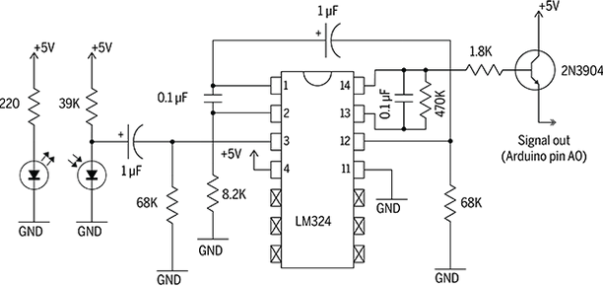 1 µF
+5V
+5V
+5V
+
220
39K
0.1 µF
1
14
1.8K
2N3904
2
13
0.1 µF
470K
+
1 µF
3
12
+5V
4
11
Signal out
(Arduino pin A0)
68K
8.2K
GND
68K
LM324
GND
GND
GND
GND
GND